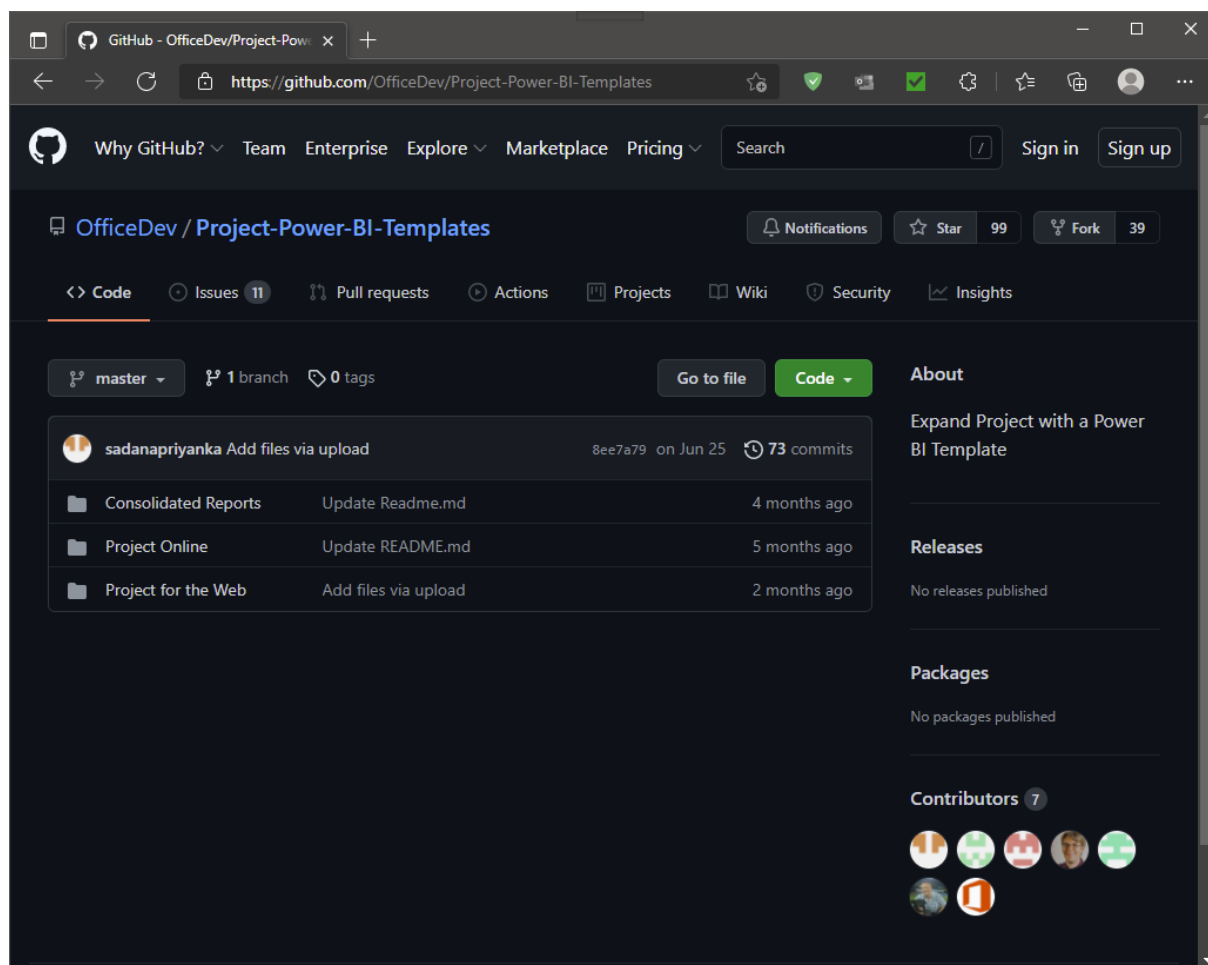 GitHub - OfficeDev/Project-Pow
https://github.com/OfficeDev/Project-Power-BI-Templates
Why GitHub? Team Enterprise Explore Marketplace Pricing Search / Sign in Sign up
OfficeDev / Project-Power-BI-Templates Notifications Star 99 Fork 39
<> Code Issues 11 Pull requests Actions Projects Wiki Security Insights
master 1 branch 0 tags Go to file Code
sadanapriyanka Add files via upload 8ee7a79 on Jun 25 73 commits
Consolidated Reports Update Readme.md 4 months ago
Project Online Update README.md 5 months ago
Project for the Web Add files via upload 2 months ago
About
Expand Project with a Power
BI Template
Releases
No releases published
Packages
No packages published
Contributors 7